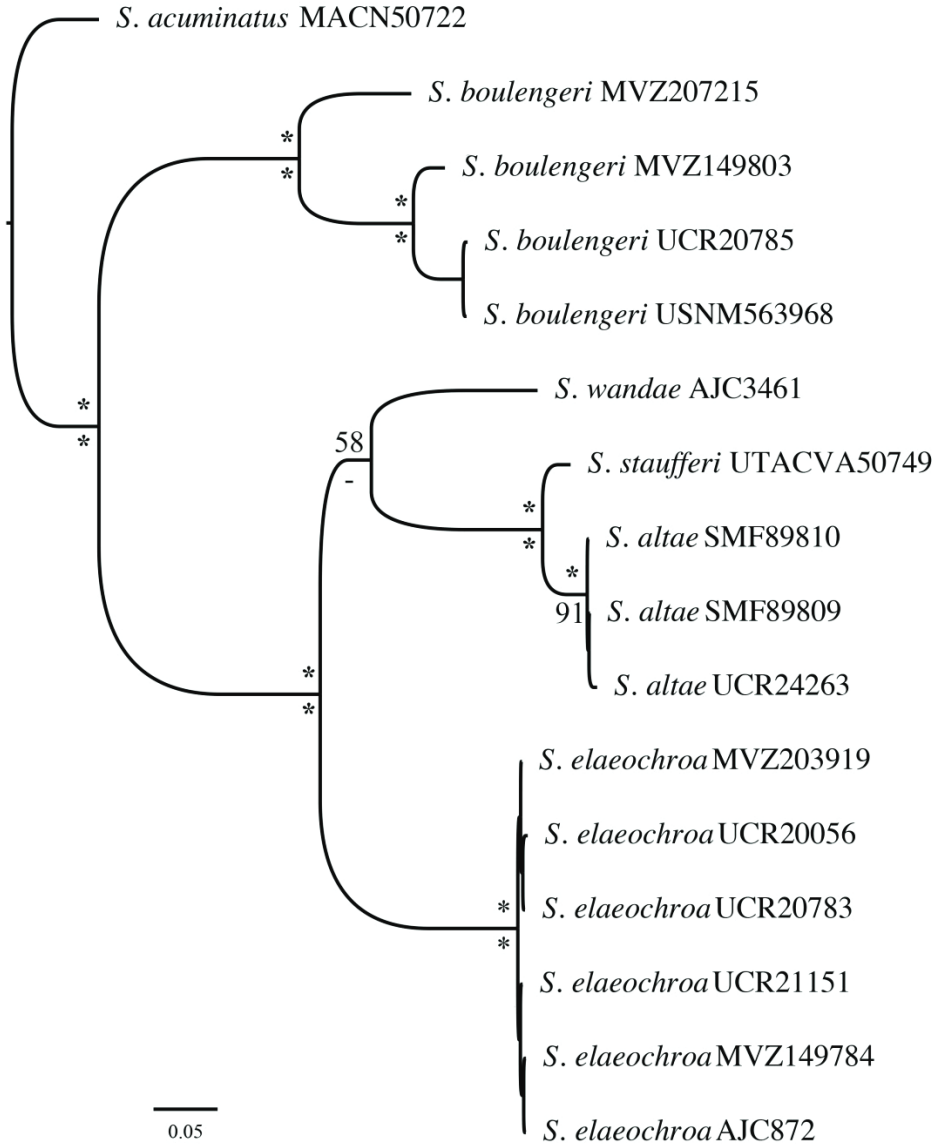 S. acuminatus MACN50722
S. boulengeri MVZ207215
*
*
S. boulengeri MVZ149803
*
*
S. boulengeri UCR20785
S. boulengeri USNM563968
S. wandae AJC3461
*
*
58
-
S. staufferi UTACVA50749
*
*
S. altae SMF89810
*
91
S. altae SMF89809
S. altae UCR24263
*
*
S. elaeochroa MVZ203919
S. elaeochroa UCR20056
S. elaeochroa UCR20783
*
*
S. elaeochroa UCR21151
S. elaeochroa MVZ149784
S. elaeochroa AJC872
0.05